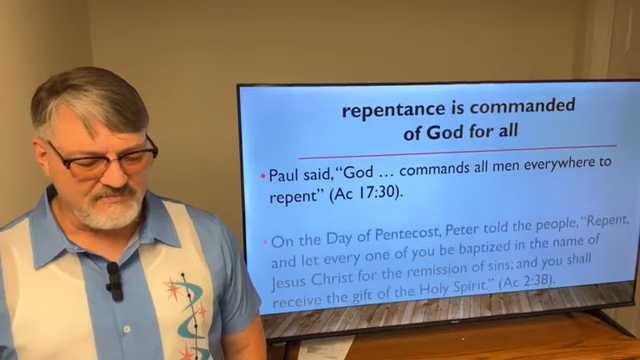 repentance is commanded
of God for all
• Paul said, “God … commands all men everywhere to
repent” (Ac 17:30).
• On the Day of Pentecost, Peter told the people, “Repent,
and let every one of you be baptized in the name of
Jesus Christ for the remission of sins; and you shall
receive the gift of the Holy Spirit.” (Ac 2:38).